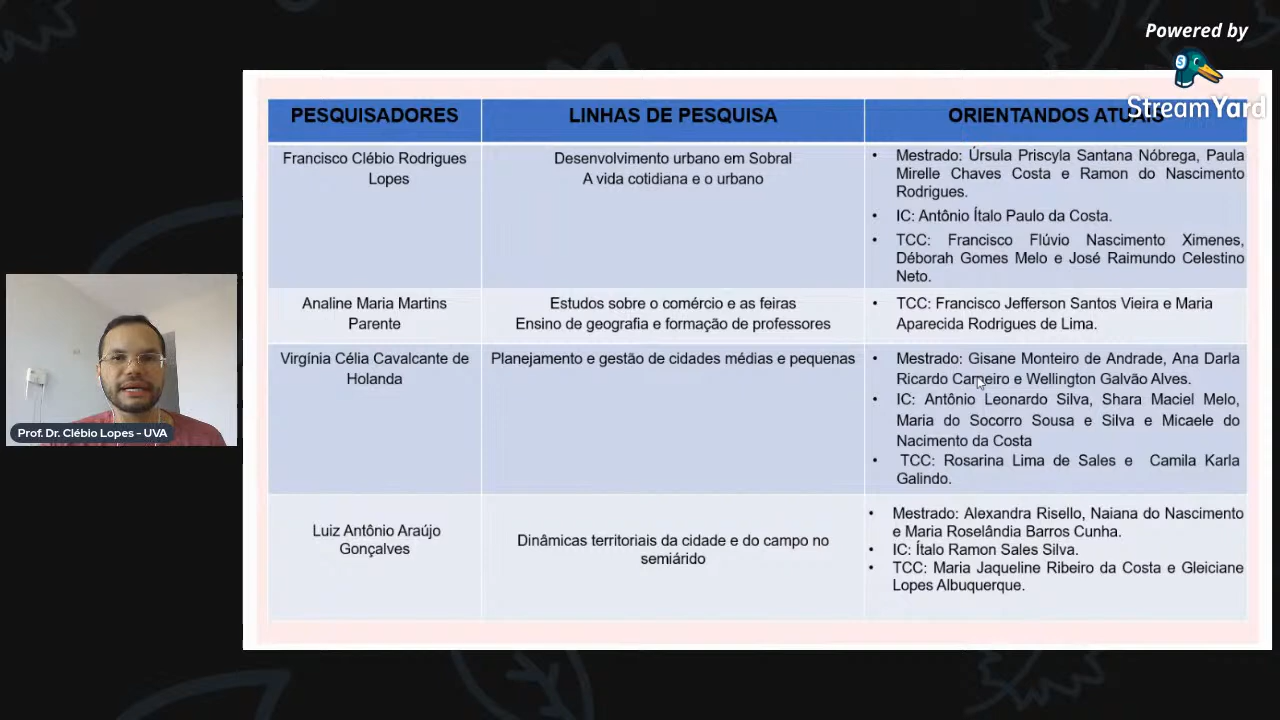 Powered by
StreamYard
PESQUISADORES
LINHAS DE PESQUISA
ORIENTANDOS ATUAIS
Francisco Clébio Rodrigues
Lopes
Desenvolvimento urbano em Sobral
A vida cotidiana e o urbano
• Mestrado: Úrsula Priscyla Santana Nóbrega, Paula
Mirelle Chaves Costa e Ramon do Nascimento
Rodrigues.
• IC: Antônio Ítalo Paulo da Costa.
• TCC: Francisco Flúvio Nascimento Ximenes,
Déborah Gomes Melo e José Raimundo Celestino
Neto.
Analine Maria Martins
Parente
Estudos sobre o comércio e as feiras
Ensino de geografia e formação de professores
• TCC: Francisco Jefferson Santos Vieira e Maria
Aparecida Rodrigues de Lima.
Virgínia Célia Cavalcante de
Holanda
Planejamento e gestão de cidades médias e pequenas
• Mestrado: Gisane Monteiro de Andrade, Ana Darla
Ricardo Carneiro e Wellington Galvão Alves.
• IC: Antônio Leonardo Silva, Shara Maciel Melo,
Maria do Socorro Sousa e Silva e Micaele do
Nacimento da Costa
• TCC: Rosarina Lima de Sales e Camila Karla
Galindo.
Luiz Antônio Araújo
Gonçalves
Dinâmicas territoriais da cidade e do campo no
semiárido
• Mestrado: Alexandra Risello, Naiana do Nascimento
e Maria Roselândia Barros Cunha.
• IC: Ítalo Ramon Sales Silva.
• TCC: Maria Jaqueline Ribeiro da Costa e Gleiciane
Lopes Albuquerque.
Prof. Dr. Clébio Lopes - UVA